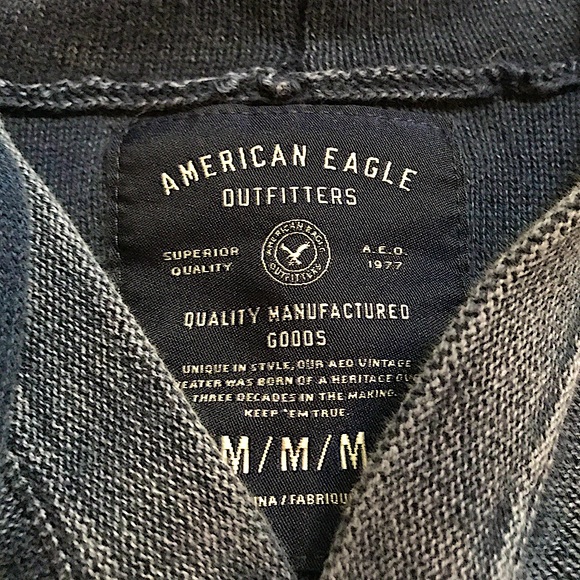 AMERICAN EAGLE
OUTFITTERS
AMERICAN EAGLE
OUTFITTERS
SUPERIOR
QUALITY
A.E.O.
1977
QUALITY MANUFACTURED
GOODS
UNIQUE IN STYLE, OUR AEO VINTAGE
WAS BORN OF A HERITAGE
THREE DECADES IN THE MAKING.
KEEP 'EM TRUE.
M/M/M